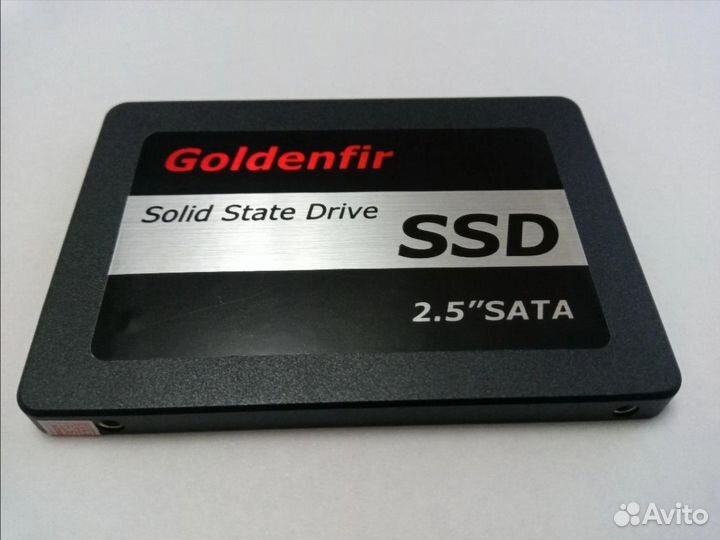 Goldenfir
Solid State Drive
SSD
2.5"SATA
Avito